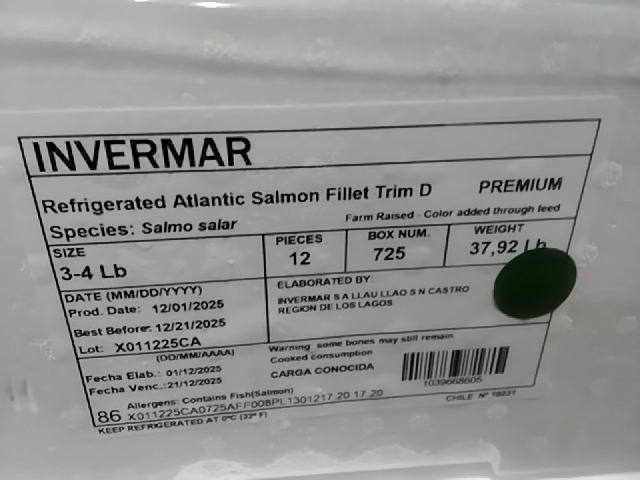 INVERMAR
Refrigerated Atlantic Salmon Fillet Trim D PREMIUM
Species: Salmo salar Farm Raised - Color added through feed
SIZE PIECES BOX NUM. WEIGHT
3-4 Lb 12 725 37,92 Lb
DATE (MM/DD/YYYY)
Prod. Date: 12/01/2025
Best Before: 12/21/2025
Lot: X011225CA
ELABORATED BY:
INVERMAR S A LLAU LLAO S N CASTRO
REGION DE LOS LAGOS
(DD/MM/AAAA)
Fecha Elab.: 01/12/2025
Fecha Venc.: 21/12/2025
Warning some bones may still remain
Cooked consumption
CARGA CONOCIDA
1039668605
Allergens: Contains Fish(Salmon)
86 X011225CA0725AFF008PL1301217.20 17.20
CHILE Nº 10231
KEEP REFRIGERATED AT 0ºC (32º F)